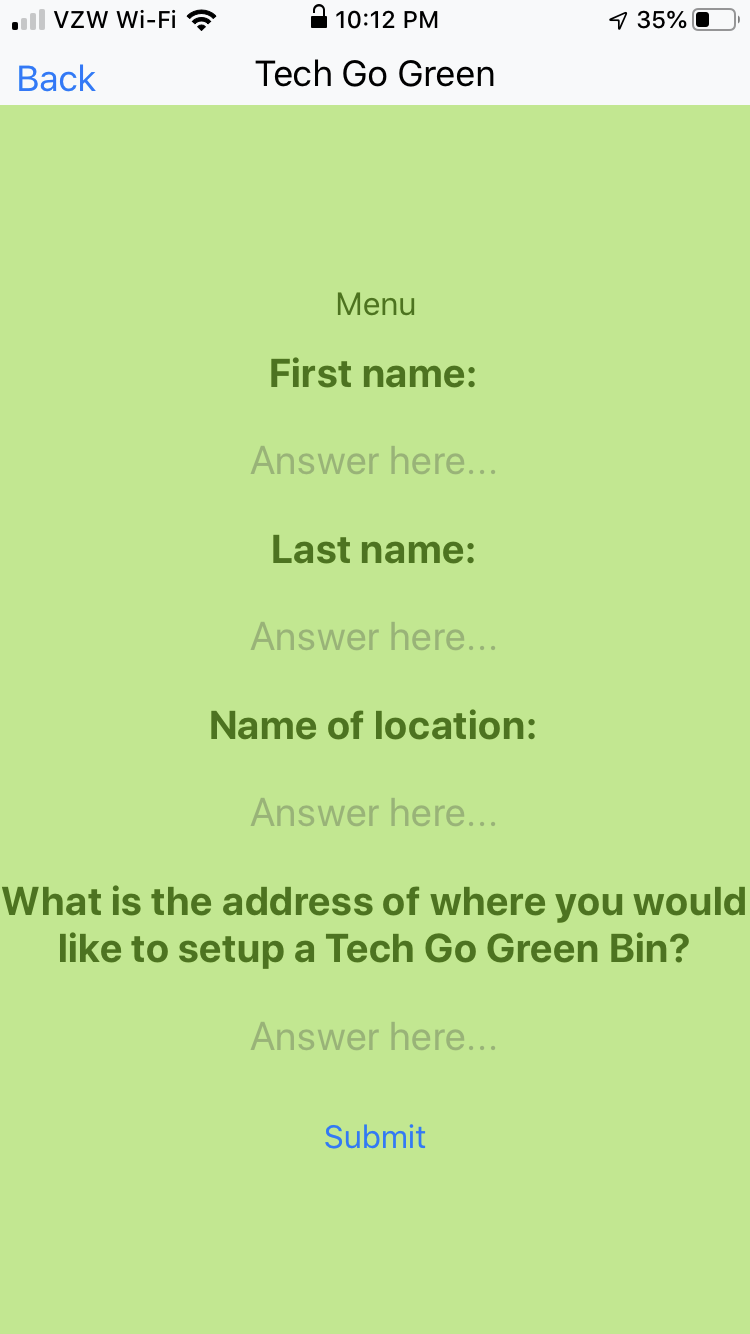 VZW Wi-Fi 10:12 PM 35%
Back Tech Go Green
Menu
First name:
Answer here...
Last name:
Answer here...
Name of location:
Answer here...
What is the address of where you would
like to setup a Tech Go Green Bin?
Answer here...
Submit